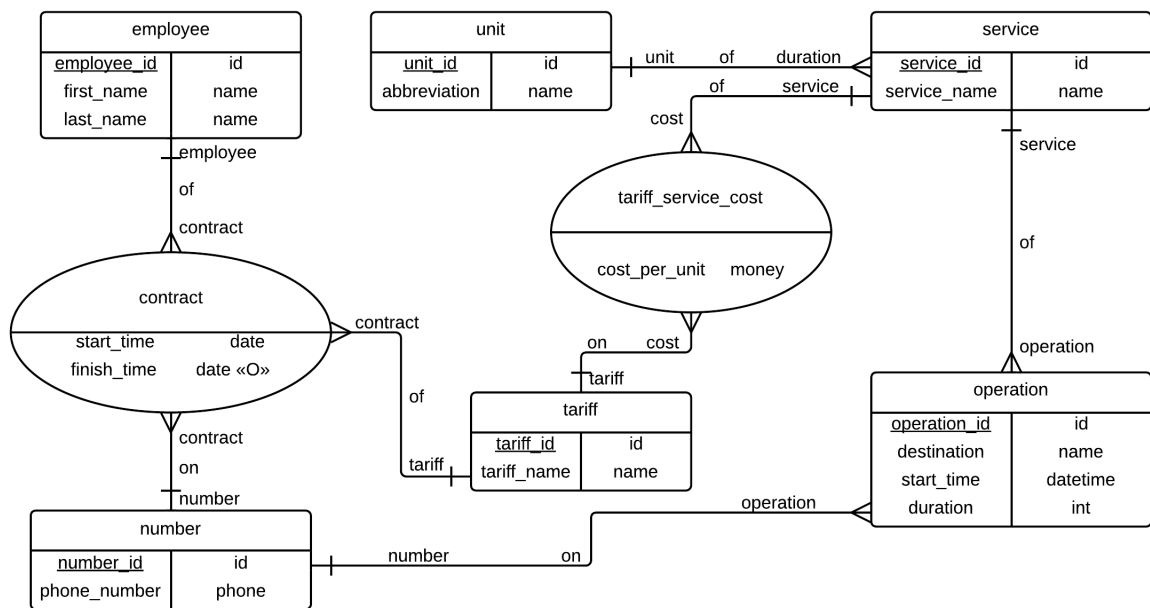 employee
employee_id id
first_name name
last_name name
unit
unit_id id
abbreviation name
service
service_id id
service_name name
unit of duration
of service
cost
employee
of
contract
service
of
operation
tariff_service_cost
cost_per_unit money
contract
start_time date
finish_time date «O»
contract
of
tariff
on cost
tariff
tariff
tariff_id id
tariff_name name
operation
operation_id id
destination name
start_time datetime
duration int
contract
on
number
number
number_id id
phone_number phone
number on
operation